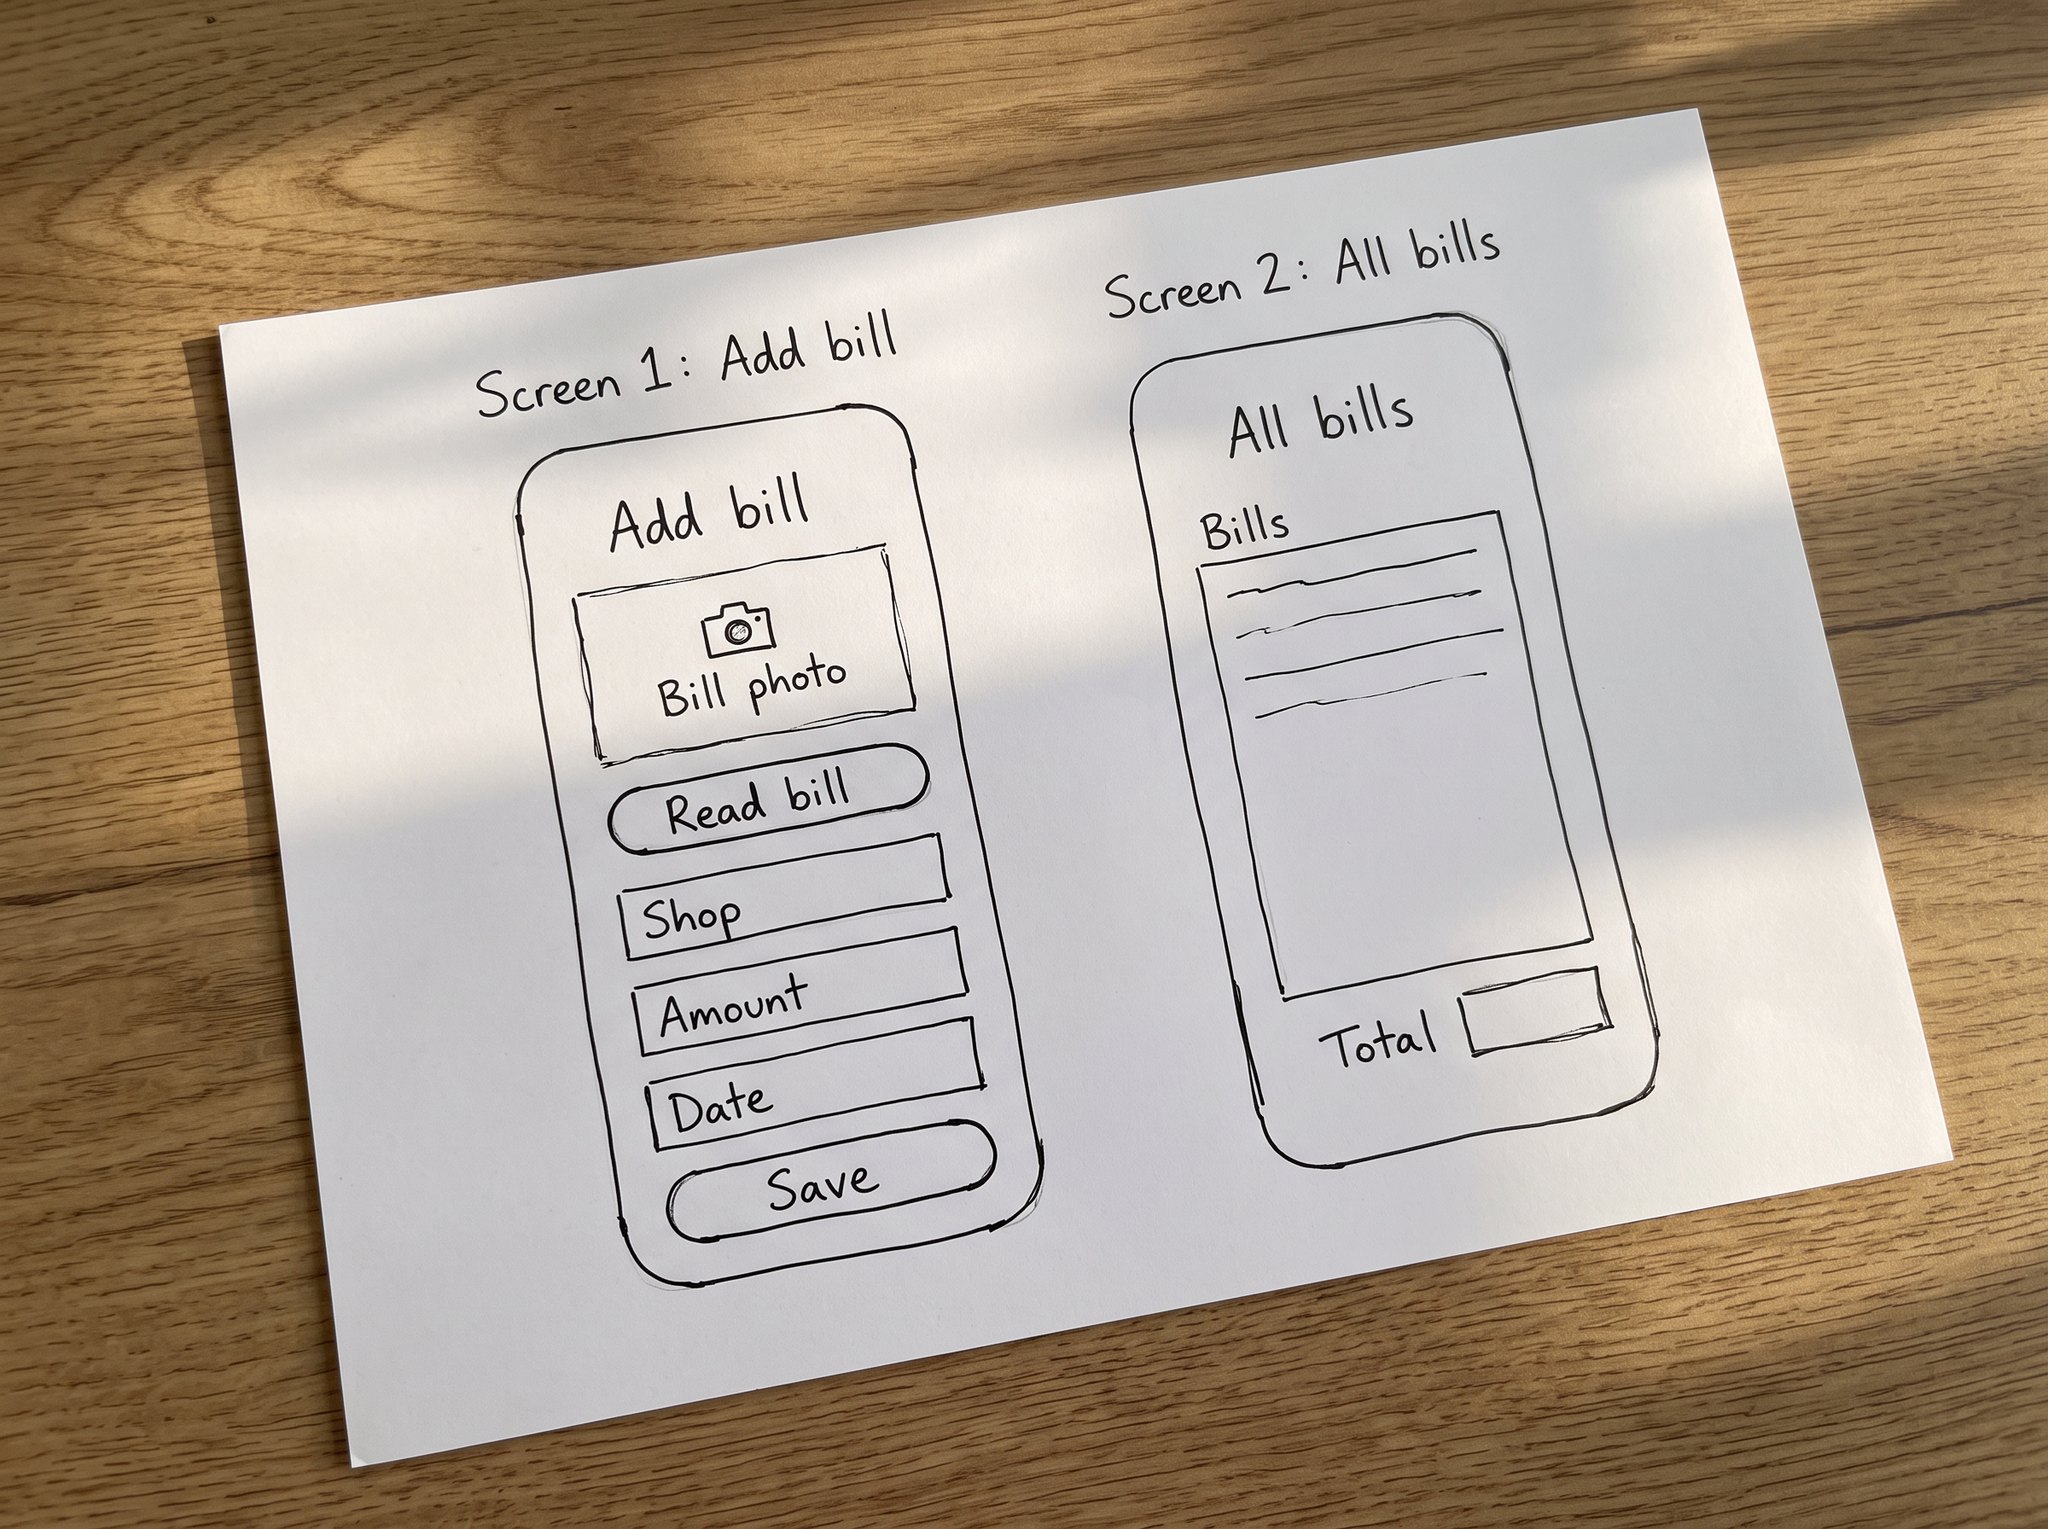 Screen 1: Add bill
Add bill
Bill photo
Read bill
Shop
Amount
Date
Save
Screen 2: All bills
All bills
Bills
Total